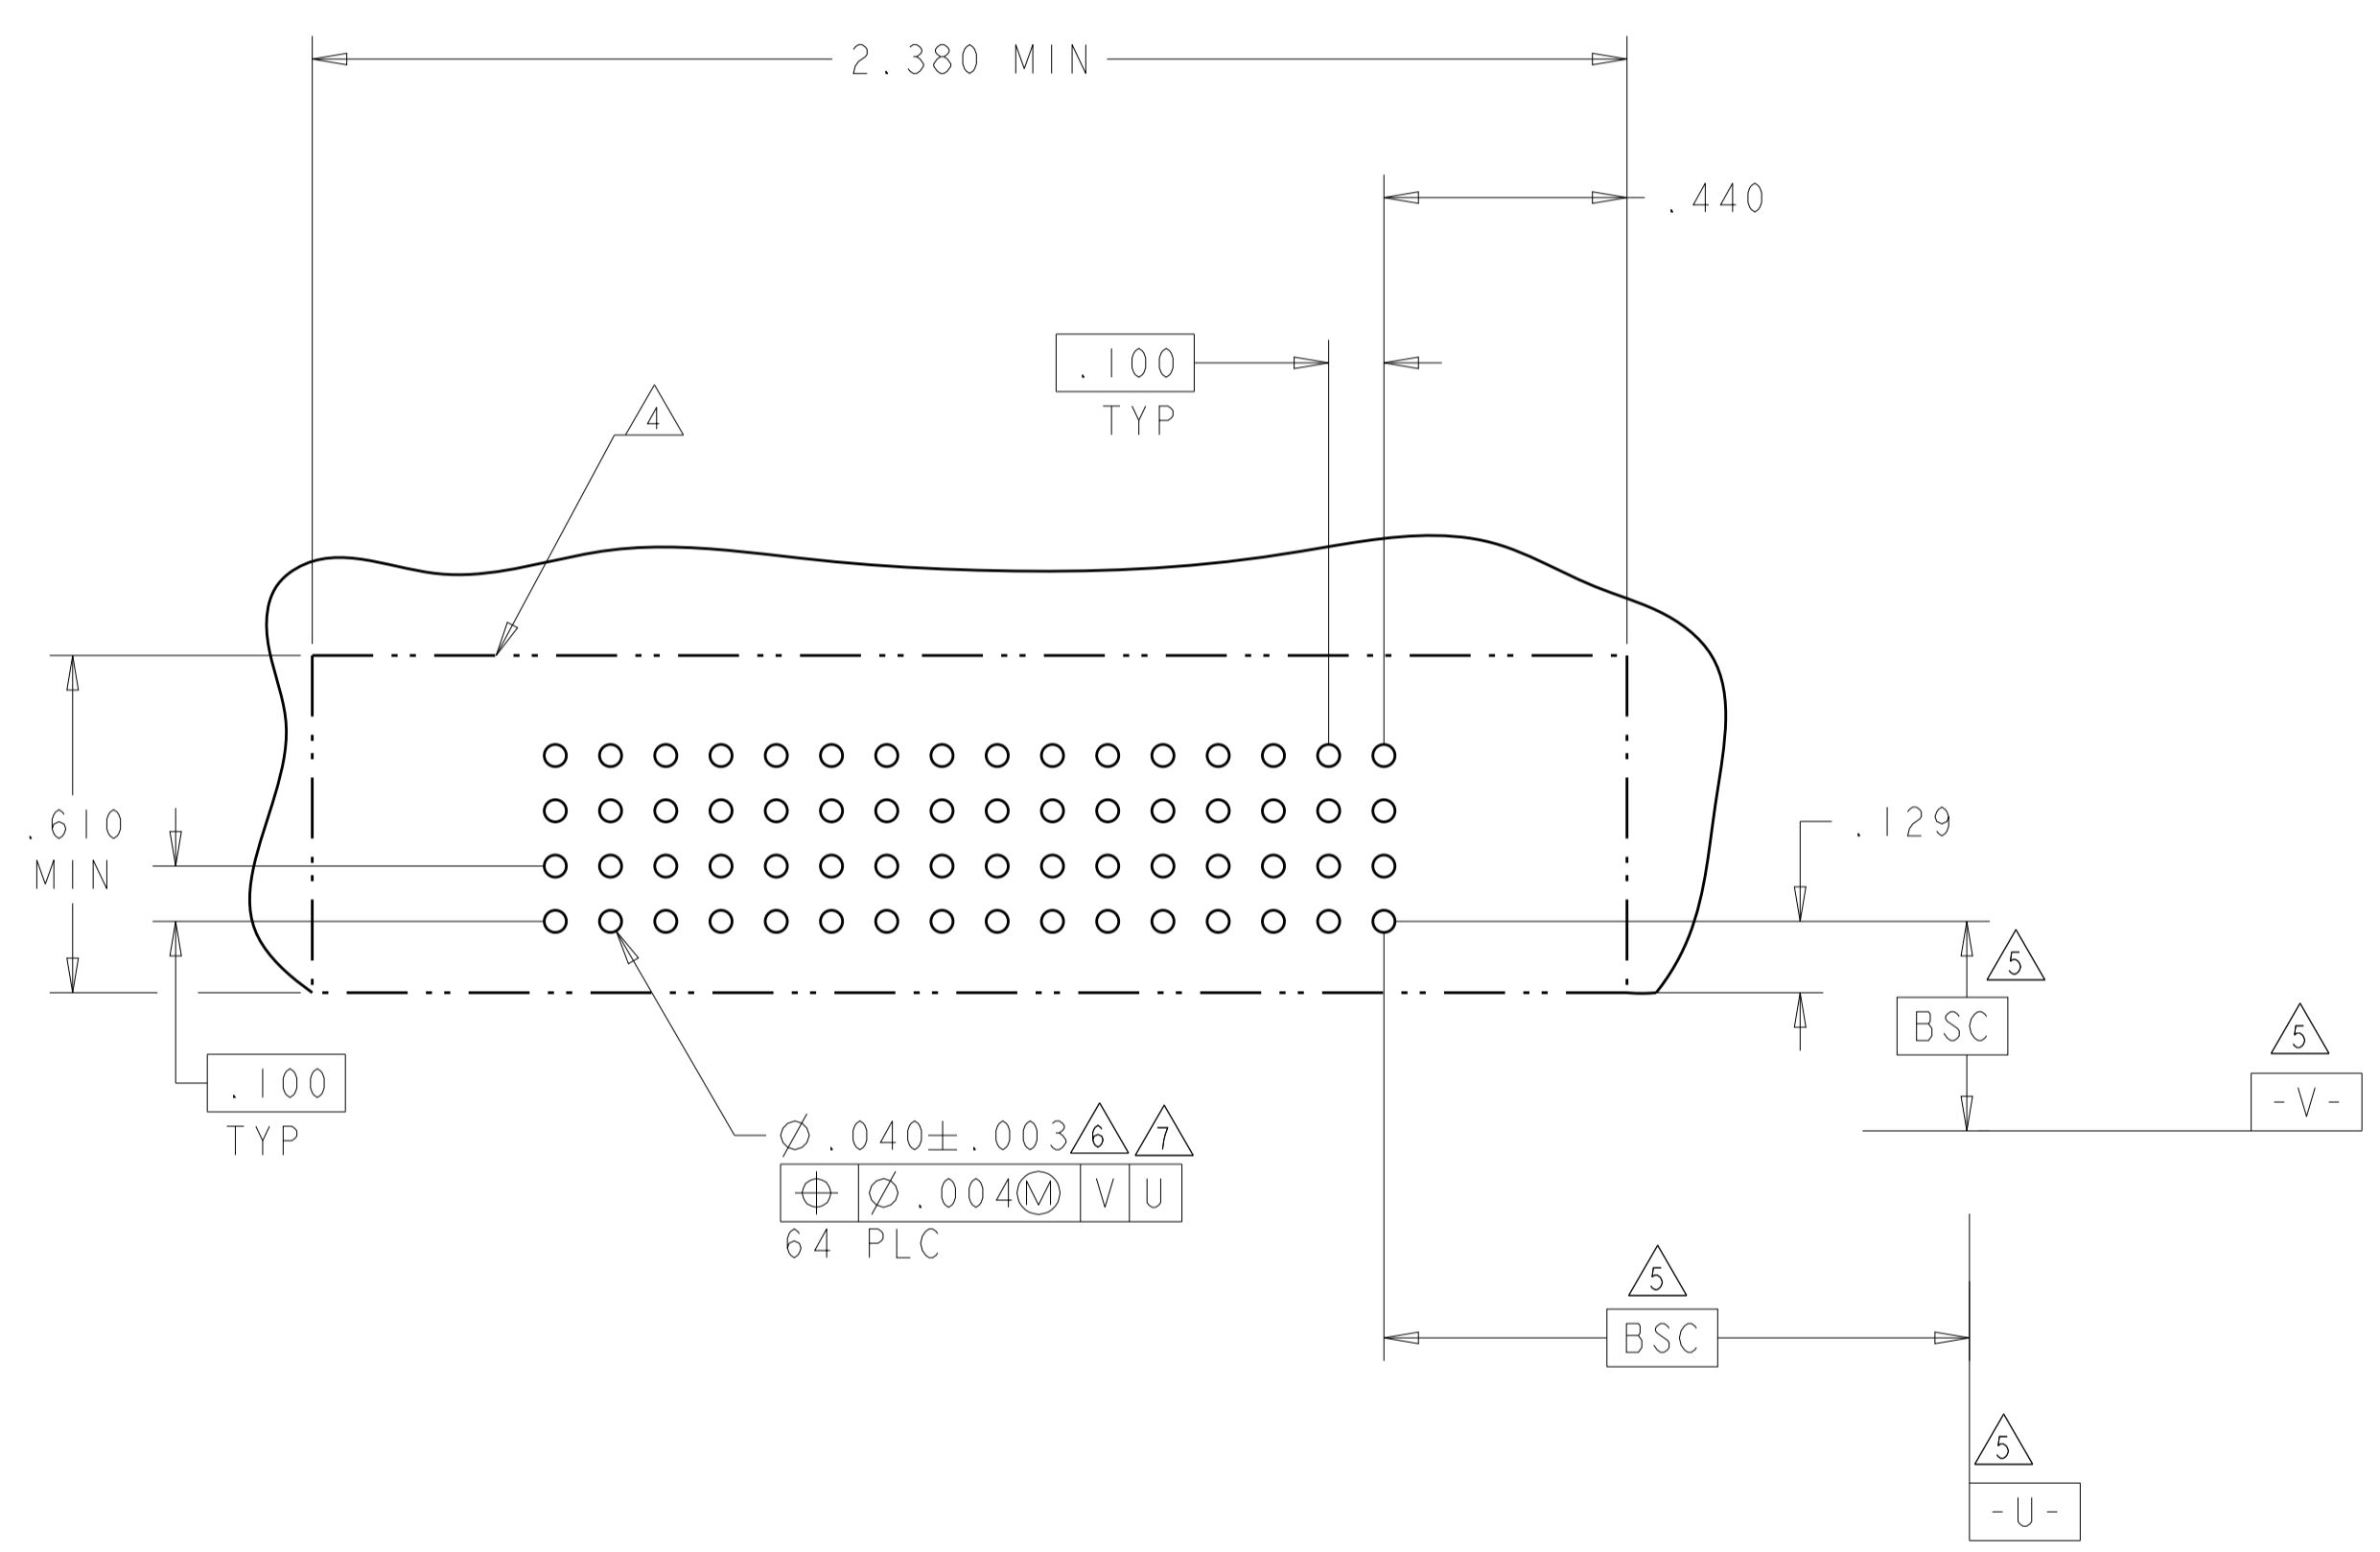 2.380 MIN
.440
.100
TYP
4
.610
MIN
.129
5
BSC
5
-V-
.100
TYP
⌀.040±.003 6 7
⌖ ⌀.004Ⓜ V U
64 PLC
5
BSC
5
-U-